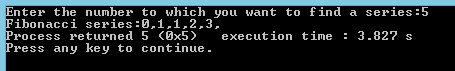 Enter the number to which you want to find a series:5
Fibonacci series:0,1,1,2,3,
Process returned 5 (0x5)   execution time : 3.827 s
Press any key to continue.